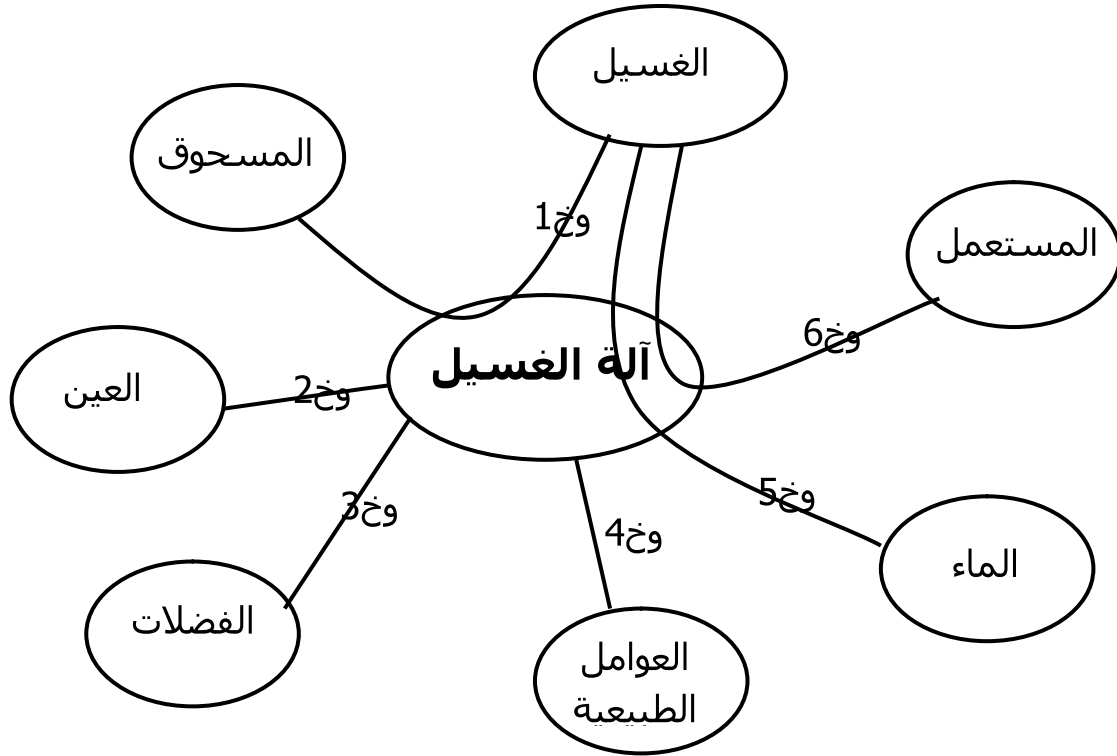 الغسيل
المسحوق
وخ1
المستعمل
وخ6
آلة الغسيل
العين
وخ2
وخ3
وخ5
وخ4
الماء
الفضلات
العوامل
الطبيعية